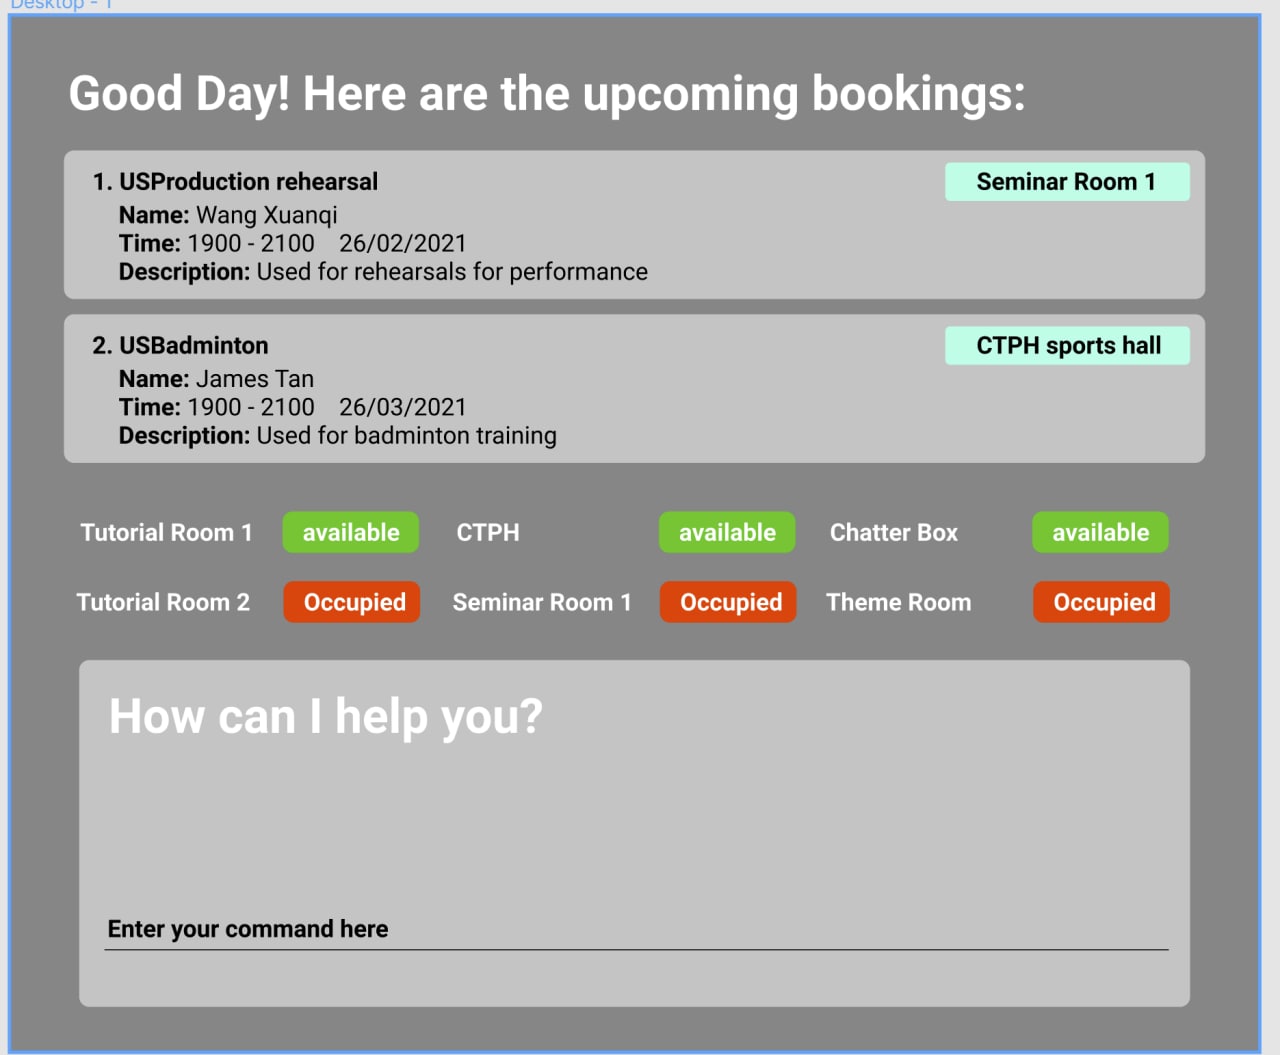 Desktop - 1
Good Day! Here are the upcoming bookings:
1. USProduction rehearsal
Seminar Room 1
Name: Wang Xuanqi
Time: 1900 - 2100 26/02/2021
Description: Used for rehearsals for performance
2. USBadminton
CTPH sports hall
Name: James Tan
Time: 1900 - 2100 26/03/2021
Description: Used for badminton training
Tutorial Room 1 available CTPH available Chatter Box available
Tutorial Room 2 Occupied Seminar Room 1 Occupied Theme Room Occupied
How can I help you?
Enter your command here